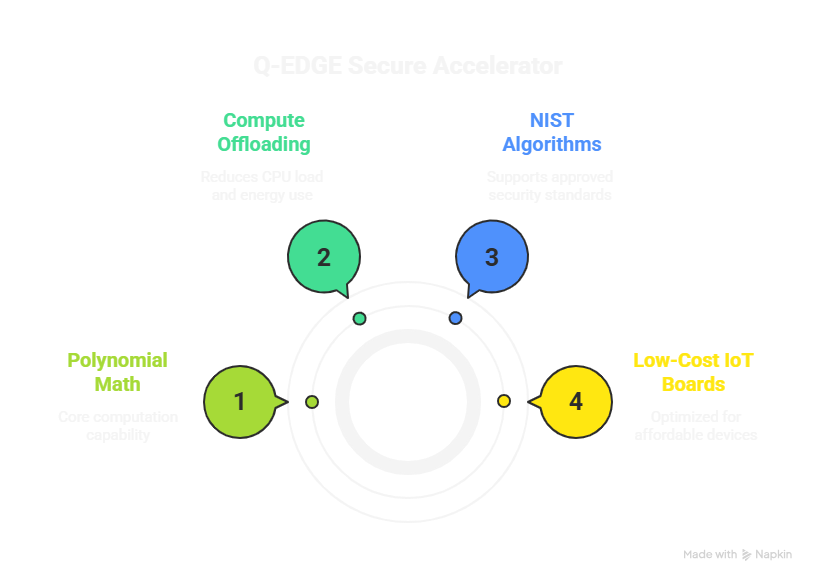 Q-EDGE Secure Accelerator
Compute
Offloading
Reduces CPU load
and energy use
NIST
Algorithms
Supports approved
security standards
2
3
Polynomial
Math
Core computation
capability
1
4
Low-Cost IoT
Boards
Optimized for
affordable devices
Made with Napkin